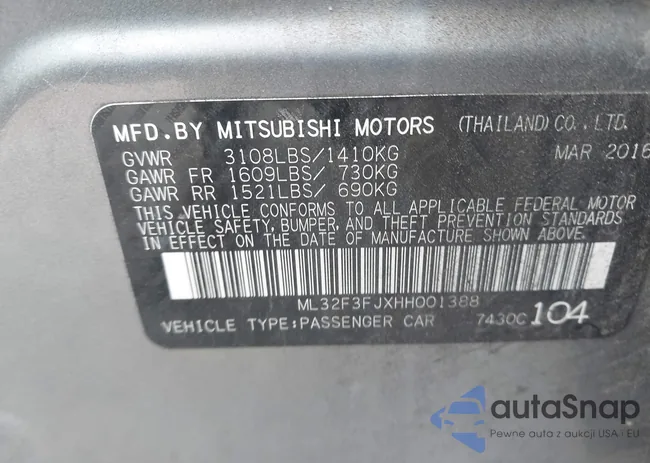 MFD.BY MITSUBISHI MOTORS (THAILAND)CO.,LTD.
GVWR 3108LBS/1410KG MAR 2016
GAWR FR 1609LBS/ 730KG
GAWR RR 1521LBS/ 690KG
THIS VEHICLE CONFORMS TO ALL APPLICABLE FEDERAL MOTOR
VEHICLE SAFETY, BUMPER, AND THEFT PREVENTION STANDARDS
IN EFFECT ON THE DATE OF MANUFACTURE SHOWN ABOVE.
ML32F3FJXHH001388
VEHICLE TYPE:PASSENGER CAR 7430C 104
autaSnap
Pewne auta z aukcji USA i EU